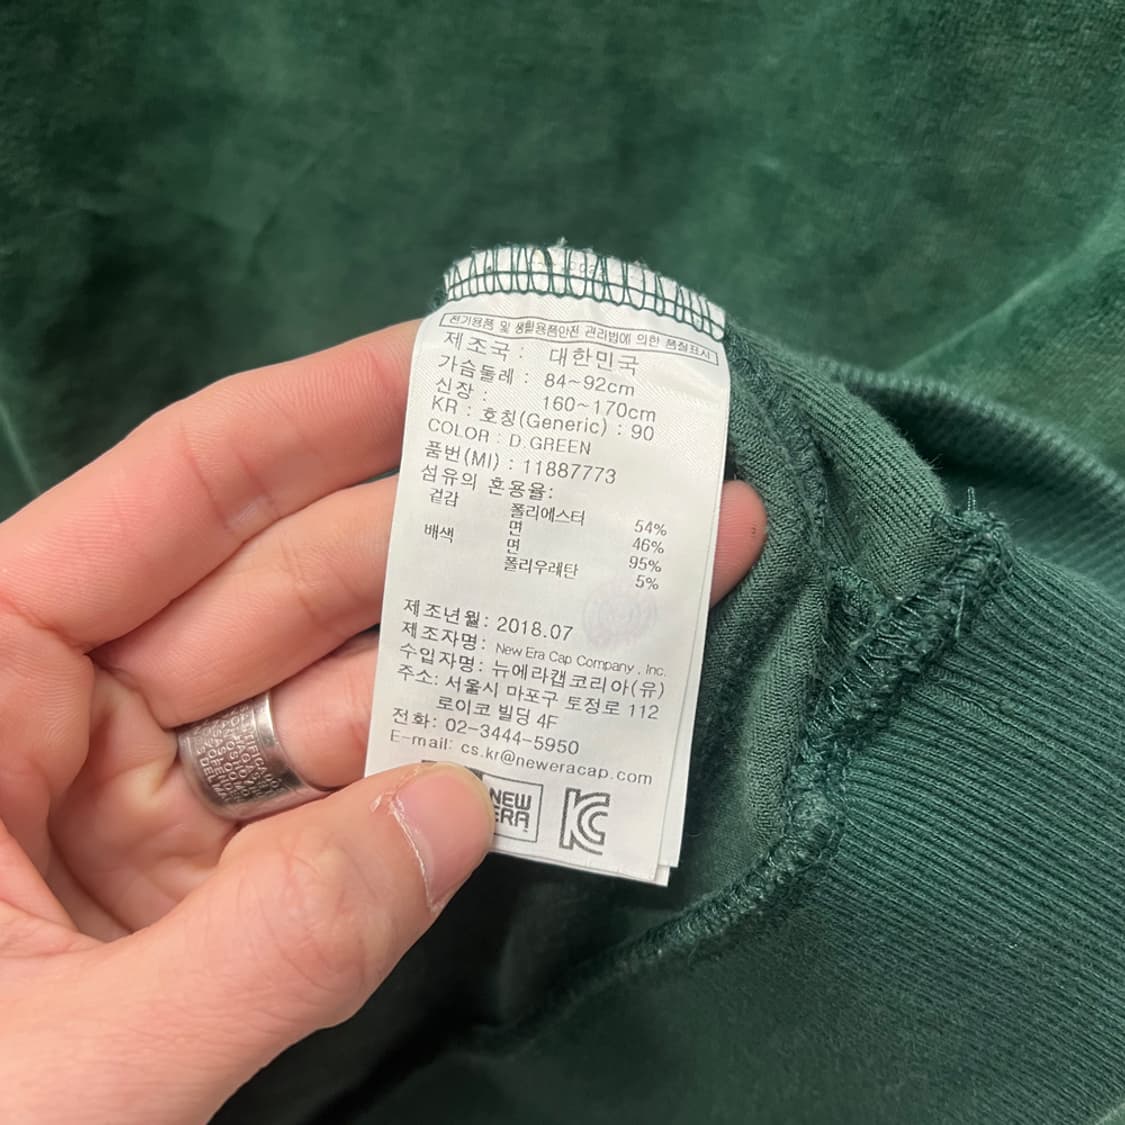 전기용품 및 생활용품안전 관리법에 의한 품질표시
제조국 : 대한민국
가슴둘레 : 84~92cm
신장 : 160~170cm
KR : 호칭(Generic) : 90
COLOR : D.GREEN
품번(MI) : 11887773
섬유의 혼용율:
겉감 폴리에스터 54%
면 46%
배색 면 95%
폴리우레탄 5%
제조년월: 2018.07
제조자명: New Era Cap Company . Inc.
수입자명: 뉴에라캡코리아(유)
주소: 서울시 마포구 토정로 112
로이코 빌딩 4F
전화: 02-3444-5950
E-mail: cs.kr@neweracap.com
NEW
ERA
KC